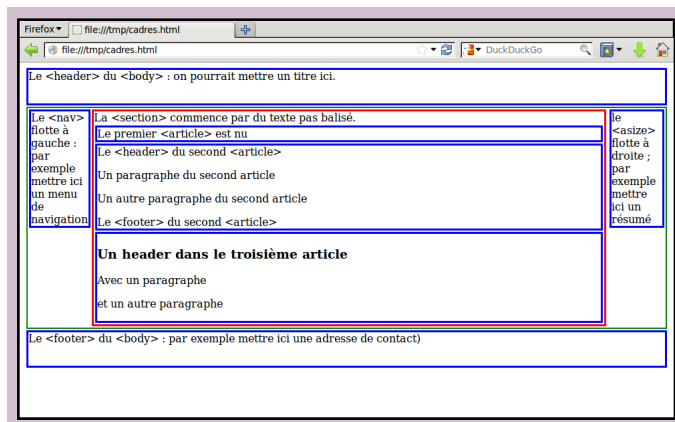 Firefox
file:///tmp/cadres.html
file:///tmp/cadres.html
DuckDuckGo
Le <header> du <body> : on pourrait mettre un titre ici.
Le <nav>
flotte à
gauche :
par
exemple
mettre ici
un menu
de
navigation
La <section> commence par du texte pas balisé.
Le premier <article> est nu
Le <header> du second <article>
Un paragraphe du second article
Un autre paragraphe du second article
Le <footer> du second <article>
Un header dans le troisième article
Avec un paragraphe
et un autre paragraphe
le
<asize>
flotte à
droite ;
par
exemple
mettre
ici un
résumé
Le <footer> du <body> : par exemple mettre ici une adresse de contact)